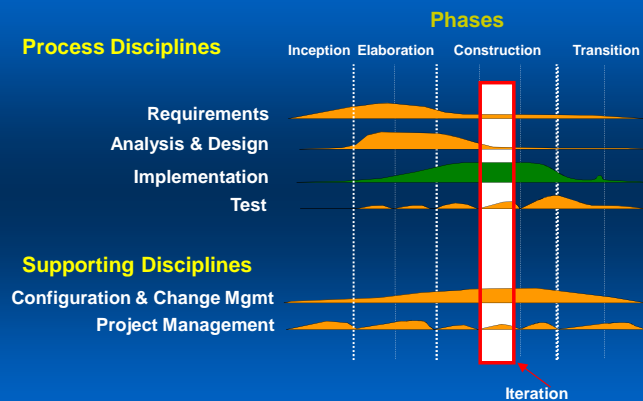 Phases
Process Disciplines
Inception Elaboration Construction Transition
Requirements
Analysis & Design
Implementation
Test
Supporting Disciplines
Configuration & Change Mgmt
Project Management
Iteration